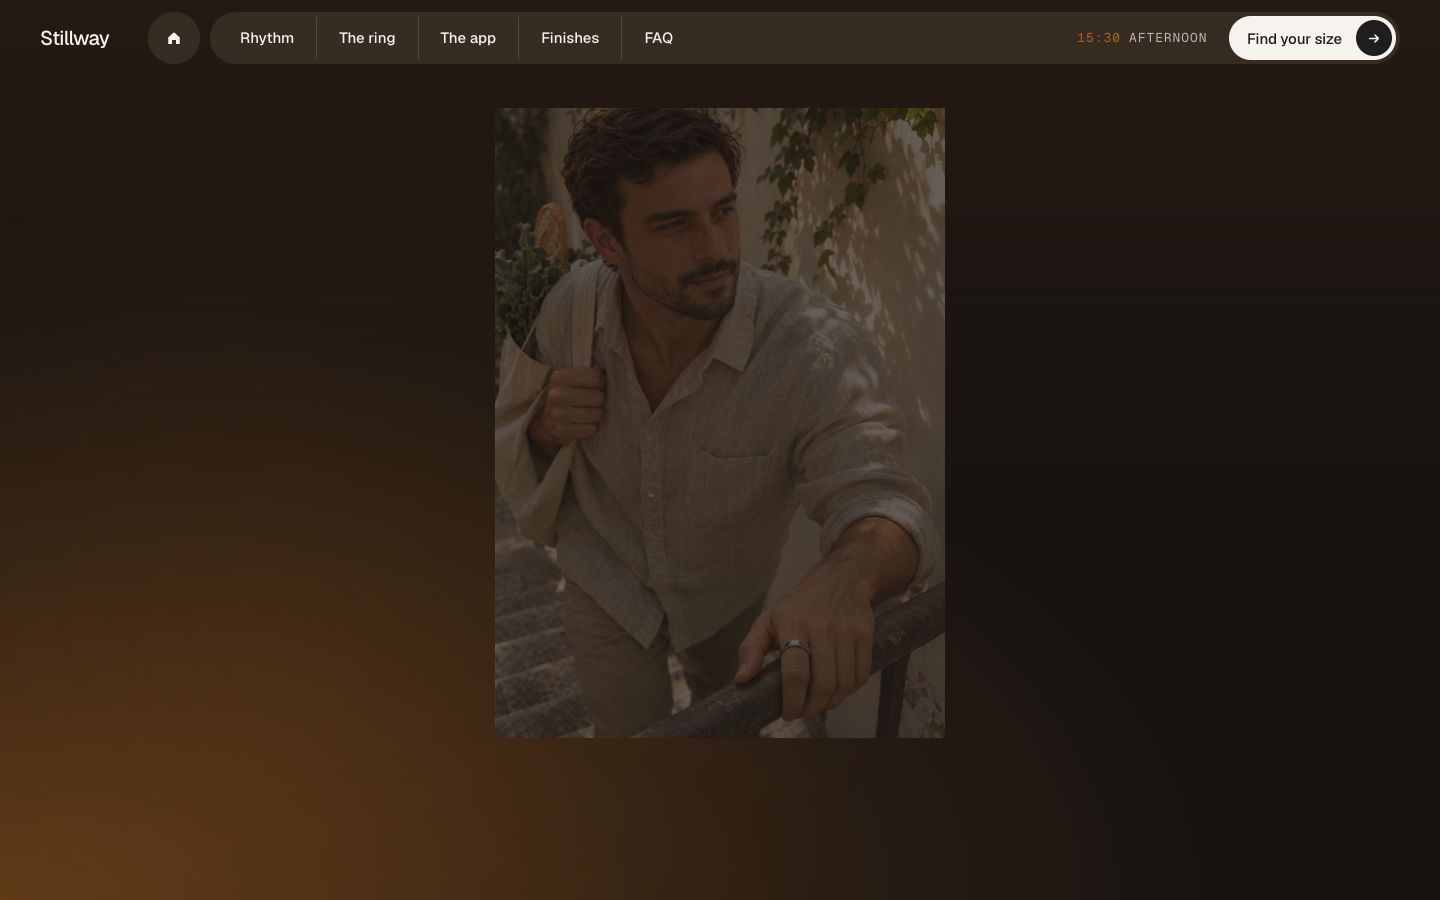 Stillway
Rhythm
The ring
The app
Finishes
FAQ
15:30 AFTERNOON
Find your size